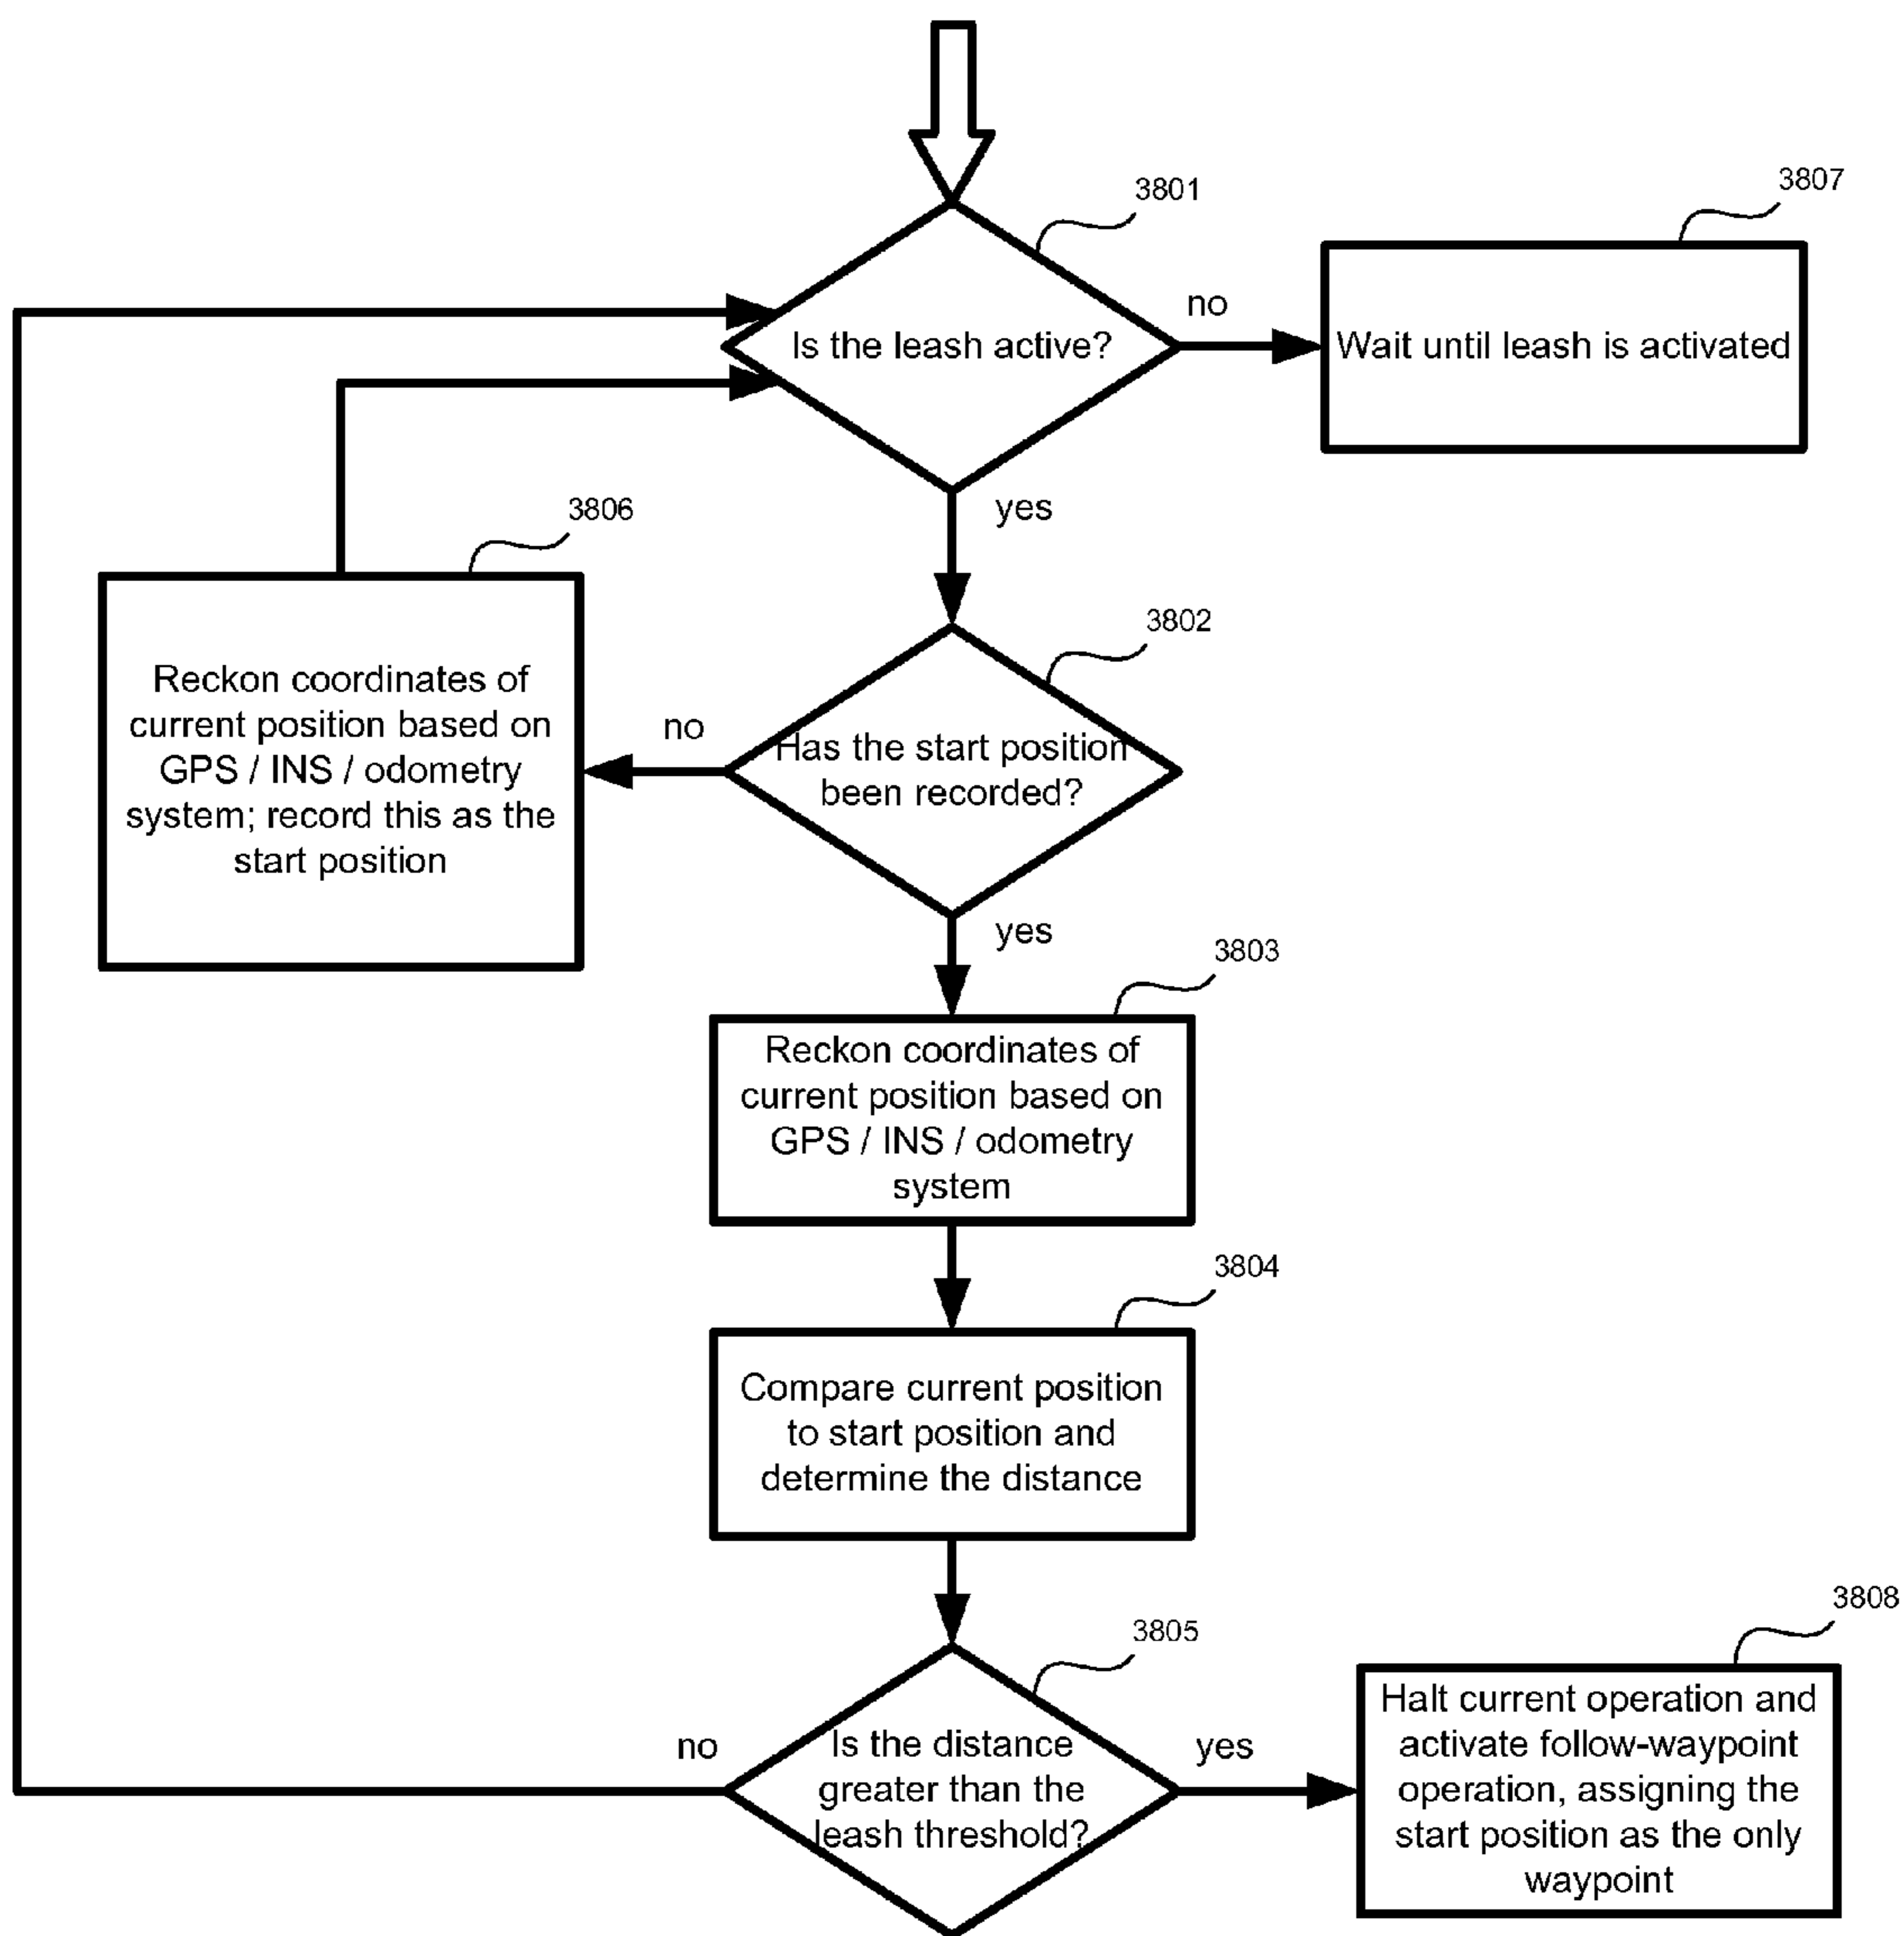 3801
3807
no
Is the leash active?
Wait until leash is activated
yes
3806
3802
Reckon coordinates of
current position based on
GPS / INS / odometry
system; record this as the
start position
no
Has the start position
been recorded?
yes
3803
Reckon coordinates of
current position based on
GPS / INS / odometry
system
3804
Compare current position
to start position and
determine the distance
3805
3808
no
Is the distance
greater than the
leash threshold?
yes
Halt current operation and
activate follow-waypoint
operation, assigning the
start position as the only
waypoint